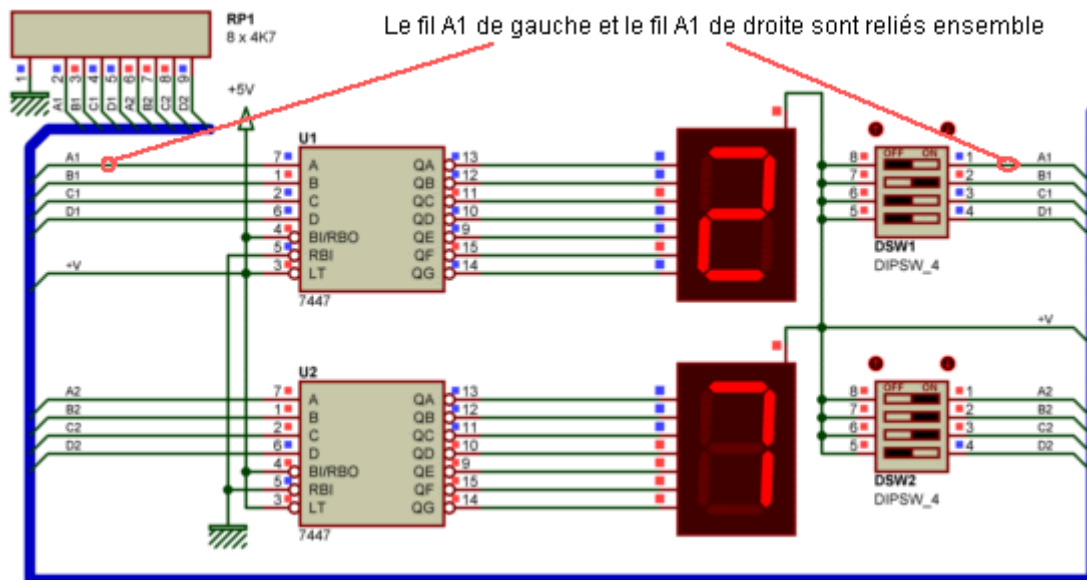 RP1
8 x 4K7
Le fil A1 de gauche et le fil A1 de droite sont reliés ensemble
1 2 3 4 5 6 7 8 9
A1 B1 C1 D1 A2 B2 C2 D2
+5V
U1
A1 7 A QA 13
B1 1 B QB 12
C1 2 C QC 11
D1 6 D QD 10
4 BI/RBO QE 9
5 RBI QF 15
+V 3 LT QG 14
7447
8 OFF ON 1 A1
7 2 B1
6 3 C1
5 4 D1
DSW1
DIPSW_4
+V
U2
A2 7 A QA 13
B2 1 B QB 12
C2 2 C QC 11
D2 6 D QD 10
4 BI/RBO QE 9
5 RBI QF 15
3 LT QG 14
7447
8 OFF ON 1 A2
7 2 B2
6 3 C2
5 4 D2
DSW2
DIPSW_4